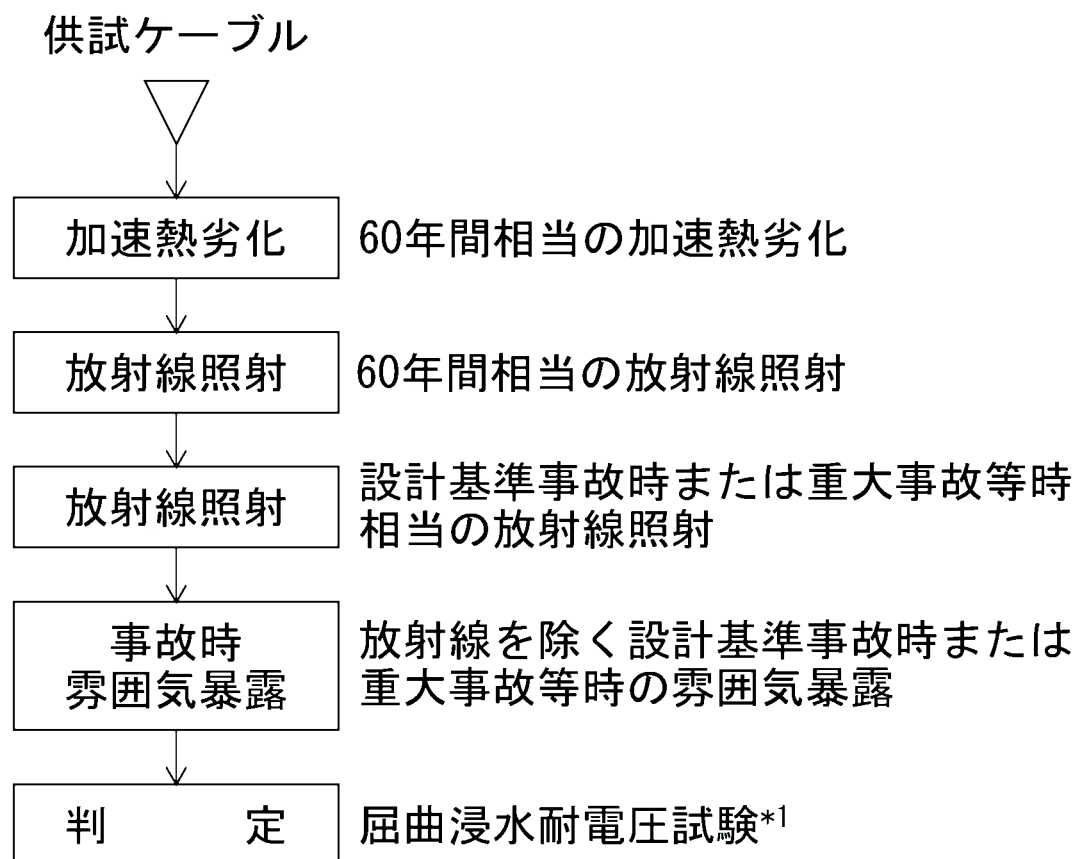 供試ケーブル
加速熱劣化 60年間相当の加速熱劣化
放射線照射 60年間相当の放射線照射
放射線照射
設計基準事故時または重大事故等時
相当の放射線照射
事故時
雰囲気暴露
放射線を除く設計基準事故時または
重大事故等時の雰囲気暴露
判 定 屈曲浸水耐電圧試験*1